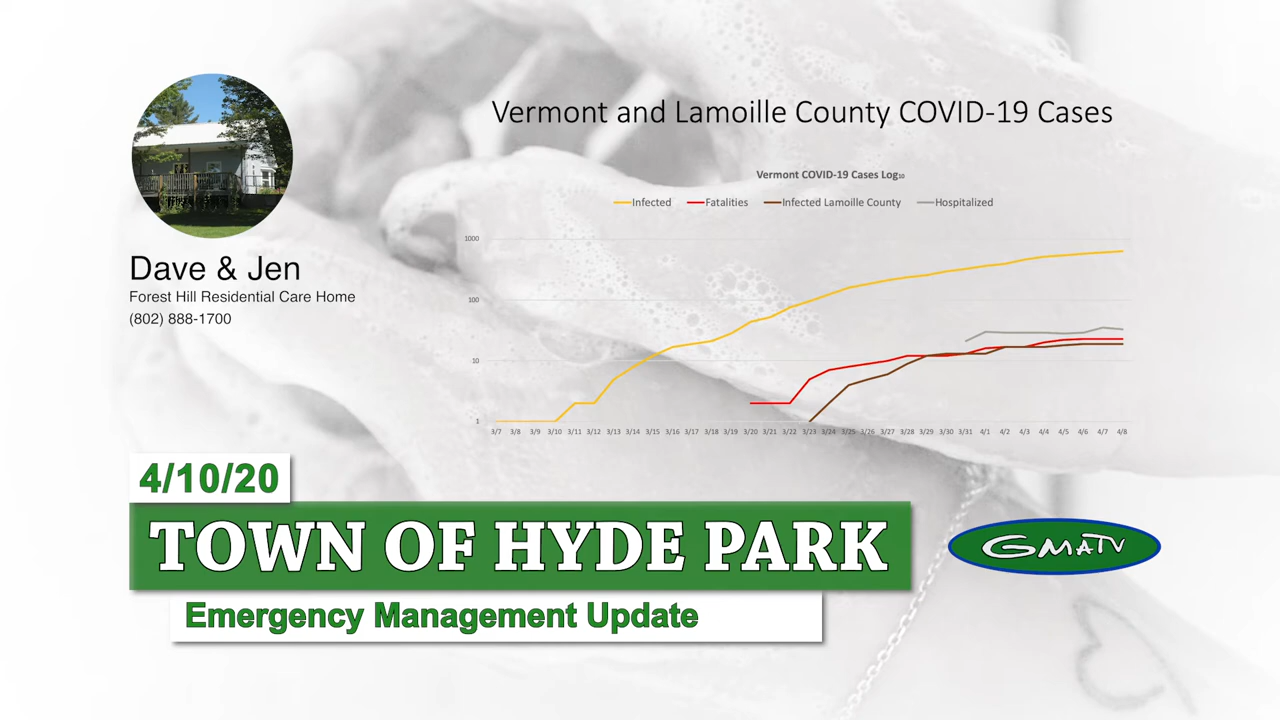 Dave & Jen
Forest Hill Residential Care Home
(802) 888-1700
Vermont and Lamoille County COVID-19 Cases
Vermont COVID-19 Cases Log10
Infected Fatalities Infected Lamoille County Hospitalized
1000
100
10
1
3/7 3/8 3/9 3/10 3/11 3/12 3/13 3/14 3/15 3/16 3/17 3/18 3/19 3/20 3/21 3/22 3/23 3/24 3/25 3/26 3/27 3/28 3/29 3/30 3/31 4/1 4/2 4/3 4/4 4/5 4/6 4/7 4/8
4/10/20
TOWN OF HYDE PARK
GMATV
Emergency Management Update